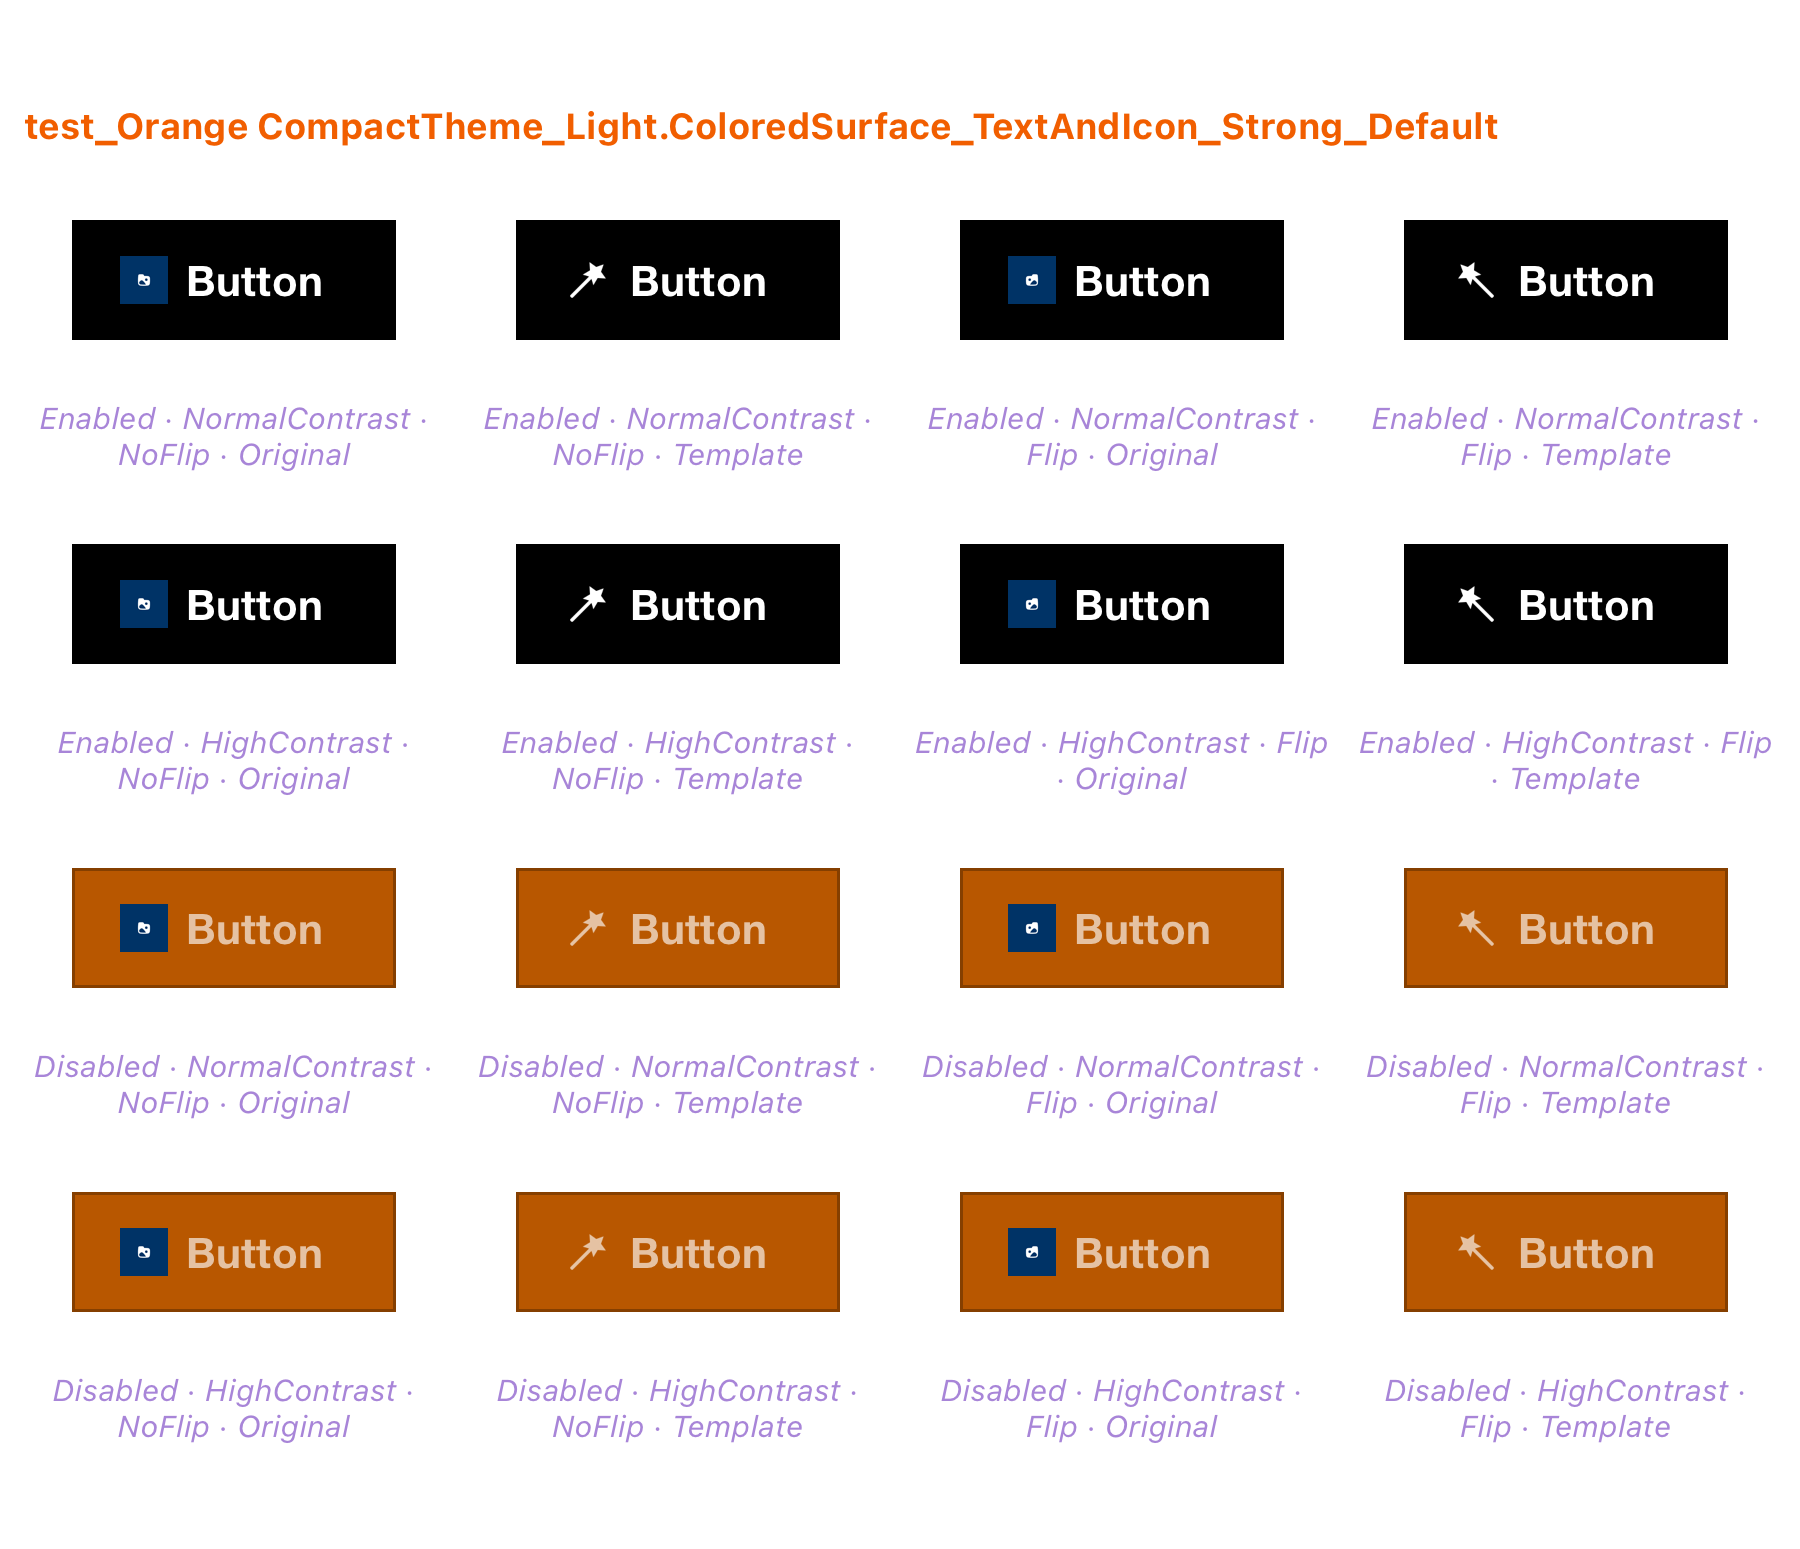 test_Orange CompactTheme_Light.ColoredSurface_TextAndIcon_Strong_Default
Button
Button
Button
Button
Enabled · NormalContrast ·
NoFlip · Original
Enabled · NormalContrast ·
NoFlip · Template
Enabled · NormalContrast ·
Flip · Original
Enabled · NormalContrast ·
Flip · Template
Button
Button
Button
Button
Enabled · HighContrast ·
NoFlip · Original
Enabled · HighContrast ·
NoFlip · Template
Enabled · HighContrast · Flip
· Original
Enabled · HighContrast · Flip
· Template
Button
Button
Button
Button
Disabled · NormalContrast ·
NoFlip · Original
Disabled · NormalContrast ·
NoFlip · Template
Disabled · NormalContrast ·
Flip · Original
Disabled · NormalContrast ·
Flip · Template
Button
Button
Button
Button
Disabled · HighContrast ·
NoFlip · Original
Disabled · HighContrast ·
NoFlip · Template
Disabled · HighContrast ·
Flip · Original
Disabled · HighContrast ·
Flip · Template